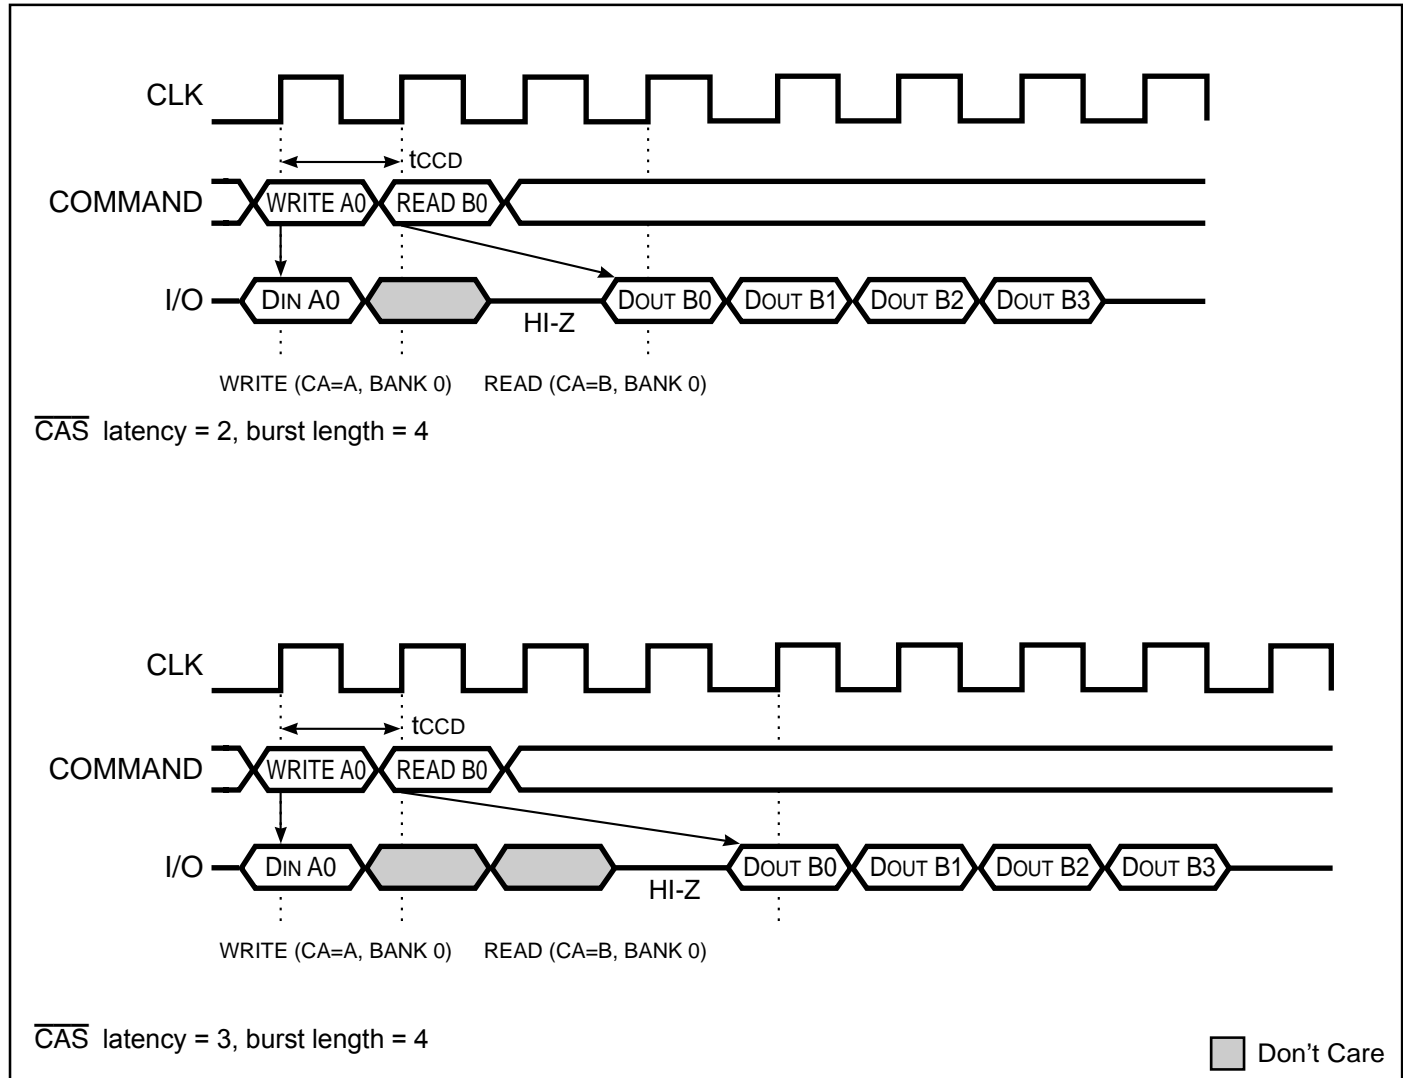 CLK
tCCD
COMMAND WRITE A0 READ B0
I/O DIN A0 HI-Z DOUT B0 DOUT B1 DOUT B2 DOUT B3
WRITE (CA=A, BANK 0) READ (CA=B, BANK 0)
CAS latency = 2, burst length = 4
CLK
tCCD
COMMAND WRITE A0 READ B0
I/O DIN A0 HI-Z DOUT B0 DOUT B1 DOUT B2 DOUT B3
WRITE (CA=A, BANK 0) READ (CA=B, BANK 0)
CAS latency = 3, burst length = 4
Don't Care